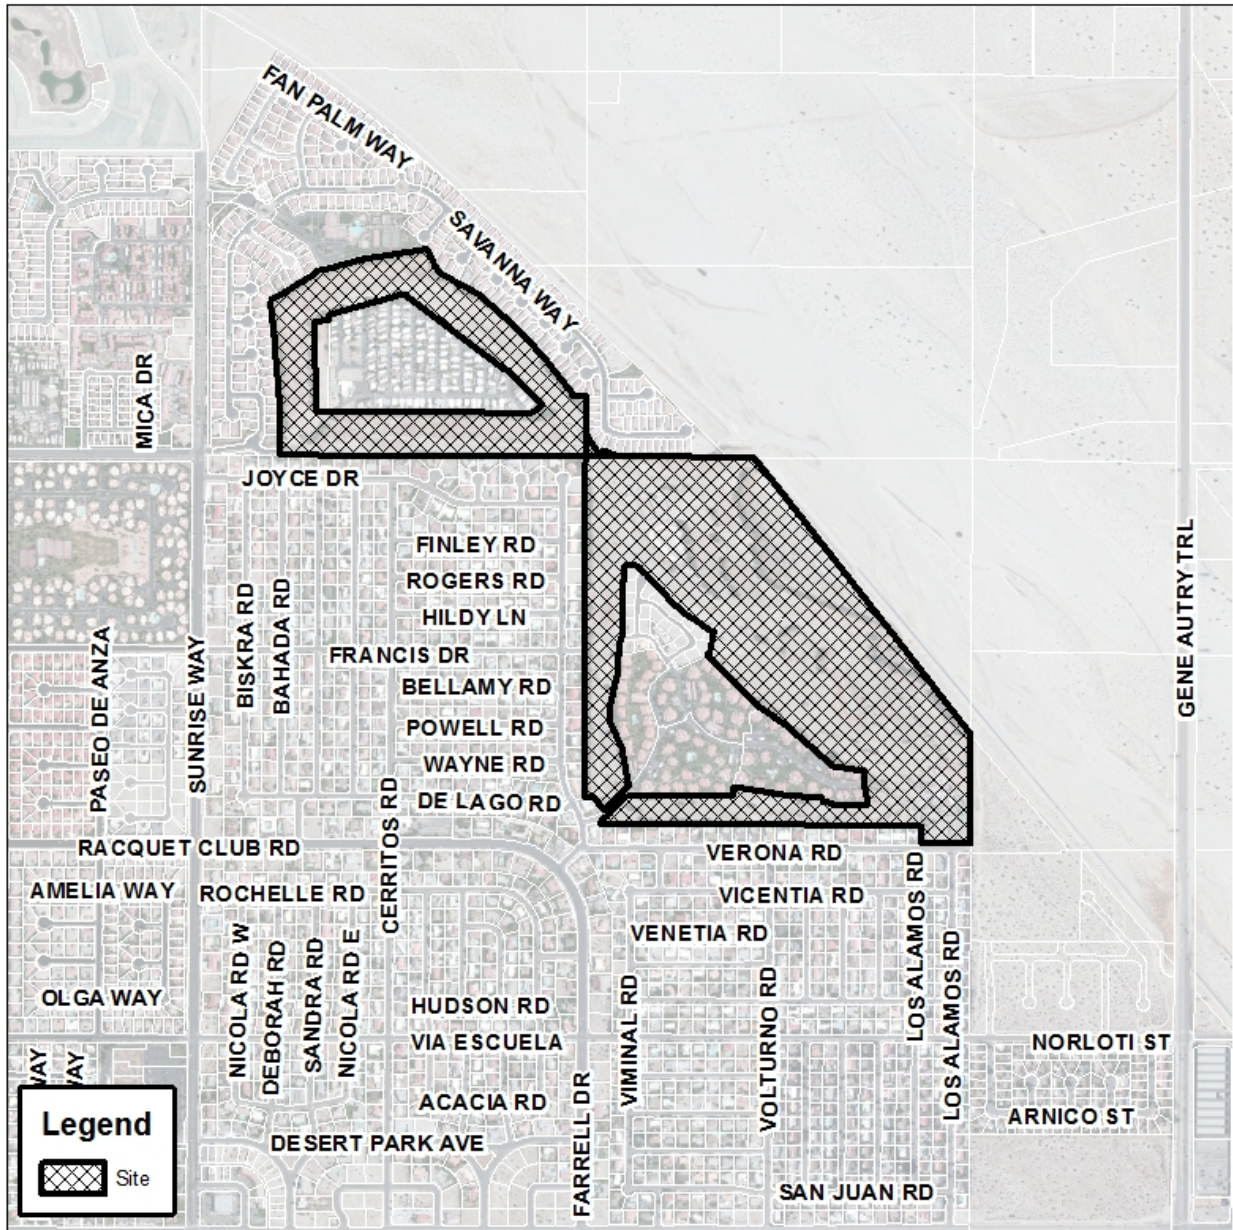 FAN PALM WAY
SAVANNA WAY
MICA DR
JOYCE DR
FINLEY RD
ROGERS RD
HILDY LN
BISKRA RD
BAHADA RD
FRANCIS DR
GENE AUTRY TRL
PASEO DE ANZA
SUNRISE WAY
BELLAMY RD
POWELL RD
WAYNE RD
DE LAGO RD
CERRITOS RD
RACQUET CLUB RD
VERONA RD
AMELIA WAY
ROCHELLE RD
VICENTIA RD
LOS ALAMOS RD
VENETIA RD
NICOLA RD W
DEBORAH RD
SANDRA RD
NICOLA RD E
OLGA WAY
HUDSON RD
VIMINAL RD
VOLTURNO RD
LOS ALAMOS RD
VIA ESCUELA
NORLOTI ST
WAY
WAY
ACACIA RD
FARRELL DR
ARNICO ST
DESERT PARK AVE
SAN JUAN RD
Legend
Site